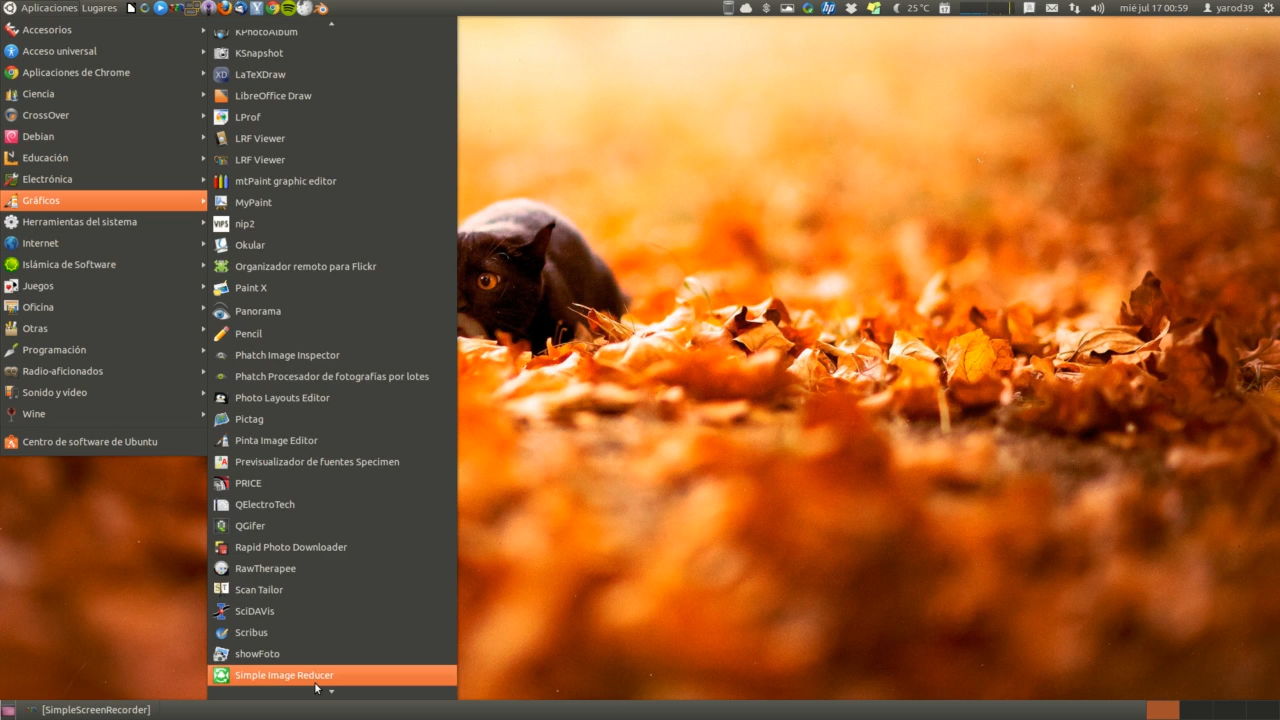 Aplicaciones Lugares
25 °C
mié jul 17 00:59
yarod39
Accesorios
Acceso universal
Aplicaciones de Chrome
Ciencia
CrossOver
Debian
Educación
Electrónica
Gráficos
Herramientas del sistema
Internet
Islámica de Software
Juegos
Oficina
Otras
Programación
Radio-aficionados
Sonido y vídeo
Wine
Centro de software de Ubuntu
KPhotoAlbum
KSnapshot
LaTeXDraw
LibreOffice Draw
LProf
LRF Viewer
LRF Viewer
mtPaint graphic editor
MyPaint
nip2
Okular
Organizador remoto para Flickr
Paint X
Panorama
Pencil
Phatch Image Inspector
Phatch Procesador de fotografías por lotes
Photo Layouts Editor
Pictag
Pinta Image Editor
Previsualizador de fuentes Specimen
PRICE
QElectroTech
QGifer
Rapid Photo Downloader
RawTherapee
Scan Tailor
SciDAVis
Scribus
showFoto
Simple Image Reducer
[SimpleScreenRecorder]